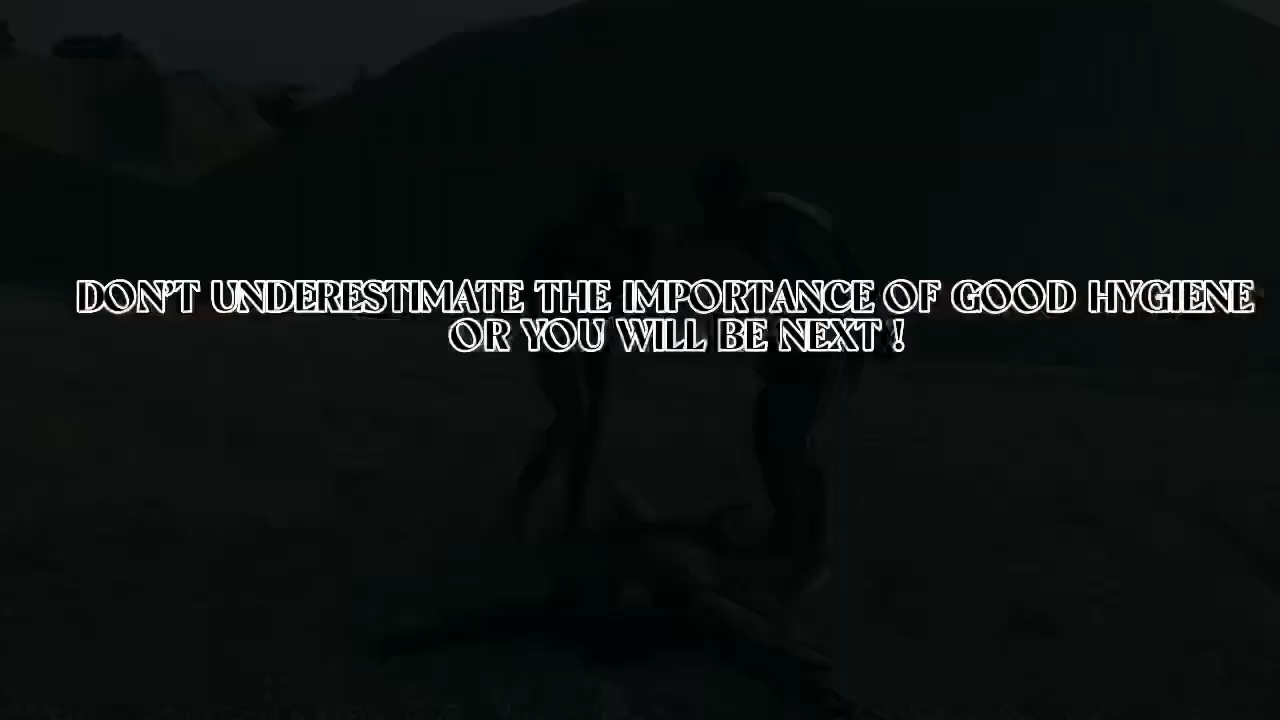 DON'T UNDERESTIMATE THE IMPORTANCE OF GOOD HYGIENE
OR YOU WILL BE NEXT !